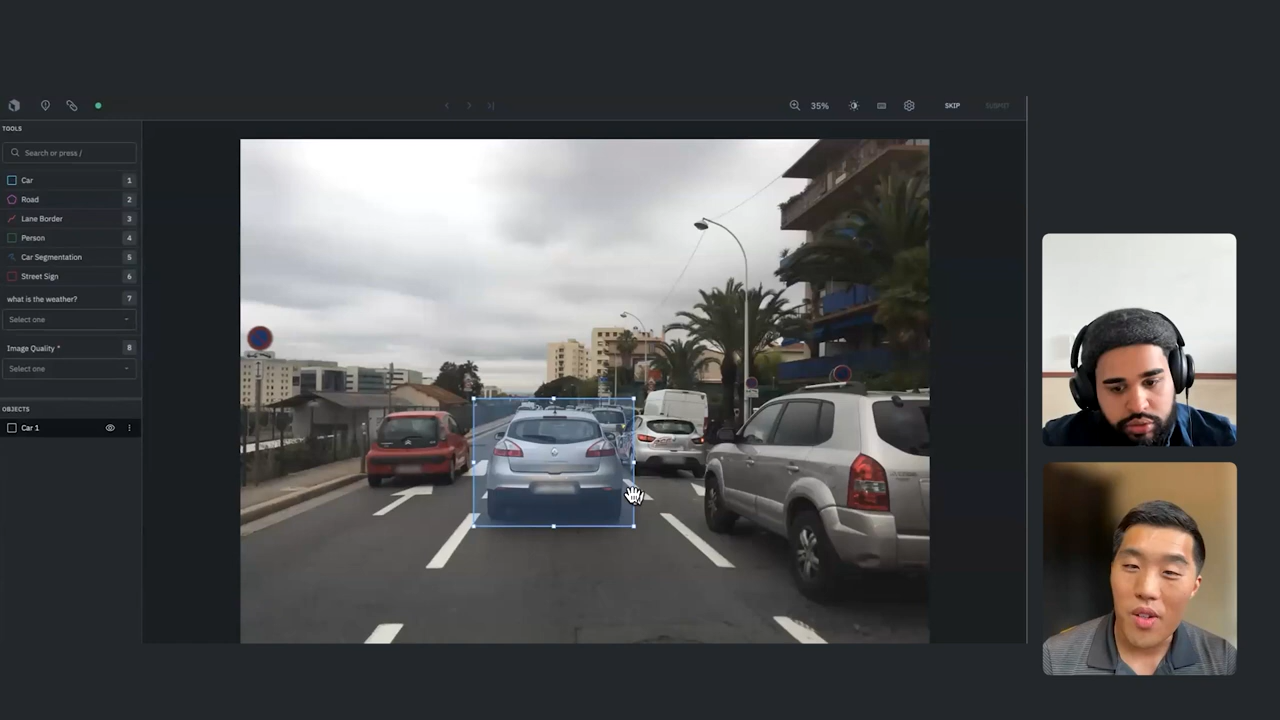 35%
SKIP
SUBMIT
TOOLS
Search or press /
Car 1
Road 2
Lane Border 3
Person 4
Car Segmentation 5
Street Sign 6
what is the weather? 7
Select one
Image Quality * 8
Select one
OBJECTS
Car 1